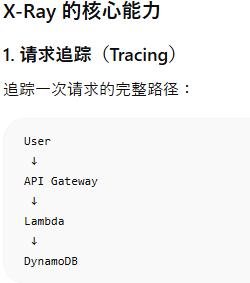 X-Ray 的核心能力
1. 请求追踪（Tracing）
追踪一次请求的完整路径：
User
↓
API Gateway
↓
Lambda
↓
DynamoDB